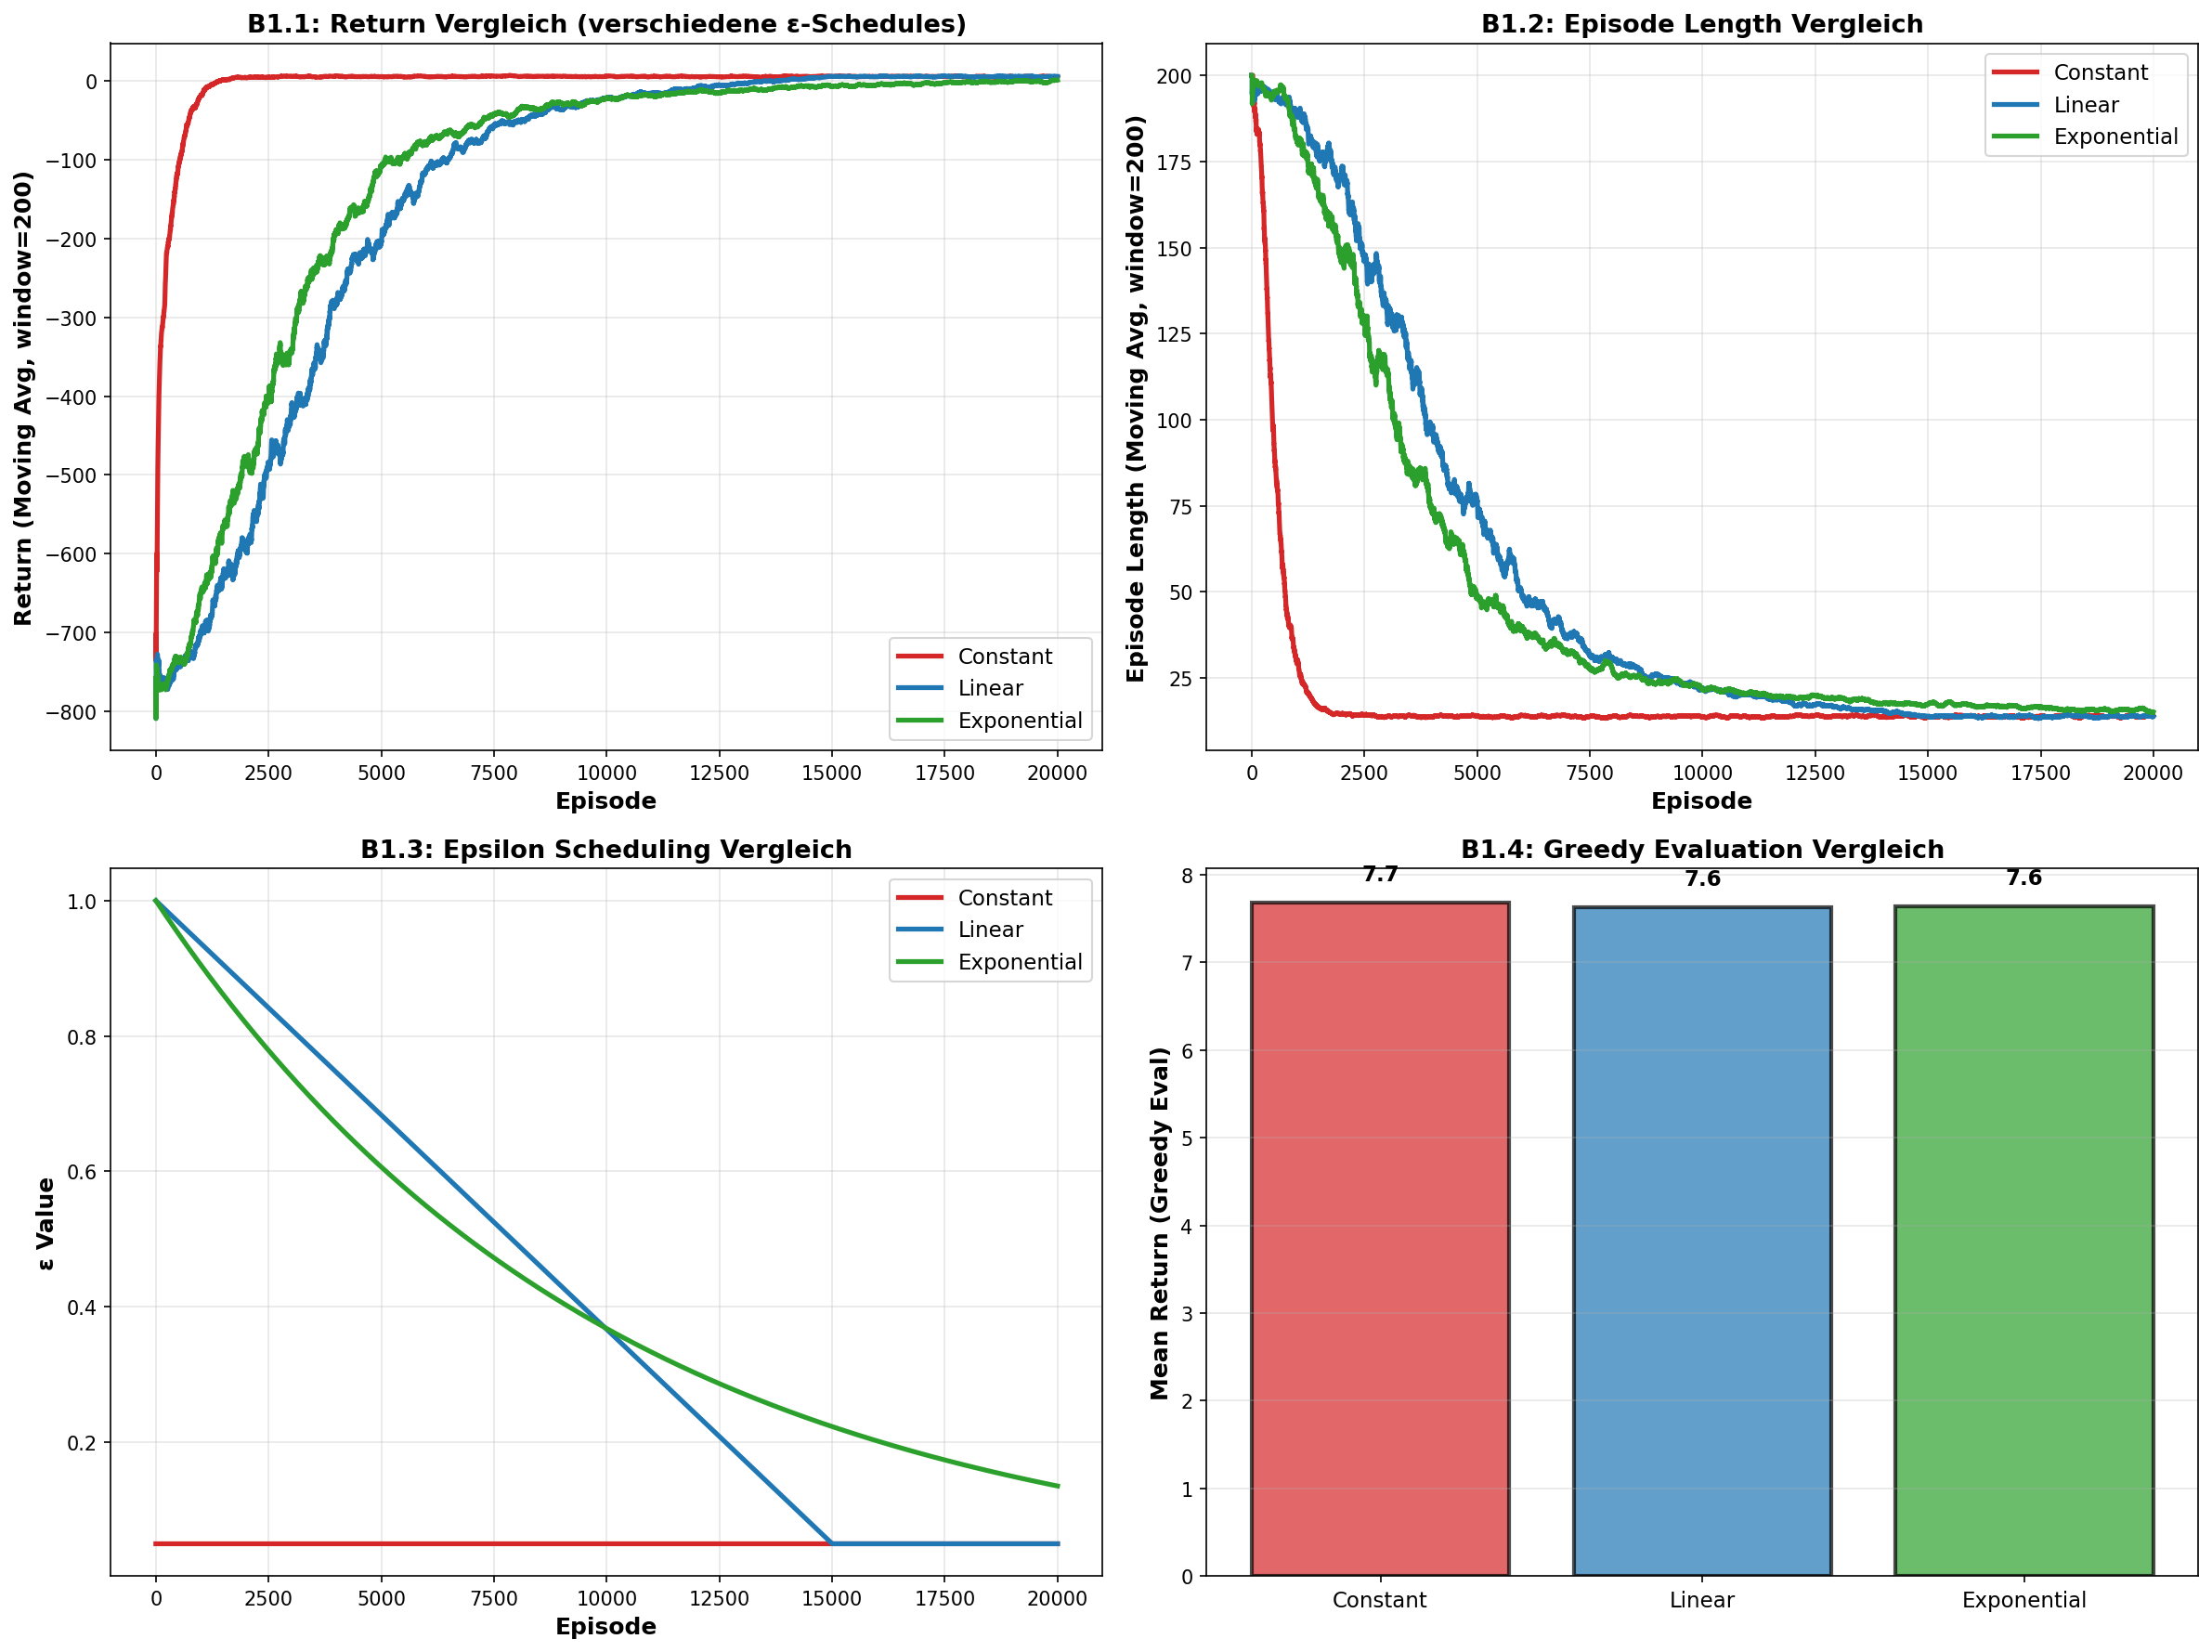 B1.1: Return Vergleich (verschiedene ε-Schedules)
Return (Moving Avg, window=200)
0
−100
−200
−300
−400
−500
−600
−700
−800
Constant
Linear
Exponential
0 2500 5000 7500 10000 12500 15000 17500 20000
Episode
B1.2: Episode Length Vergleich
Episode Length (Moving Avg, window=200)
200
175
150
125
100
75
50
25
Constant
Linear
Exponential
0 2500 5000 7500 10000 12500 15000 17500 20000
Episode
B1.3: Epsilon Scheduling Vergleich
ε Value
1.0
0.8
0.6
0.4
0.2
Constant
Linear
Exponential
0 2500 5000 7500 10000 12500 15000 17500 20000
Episode
B1.4: Greedy Evaluation Vergleich
Mean Return (Greedy Eval)
8
7
6
5
4
3
2
1
0
7.7 7.6 7.6
Constant Linear Exponential